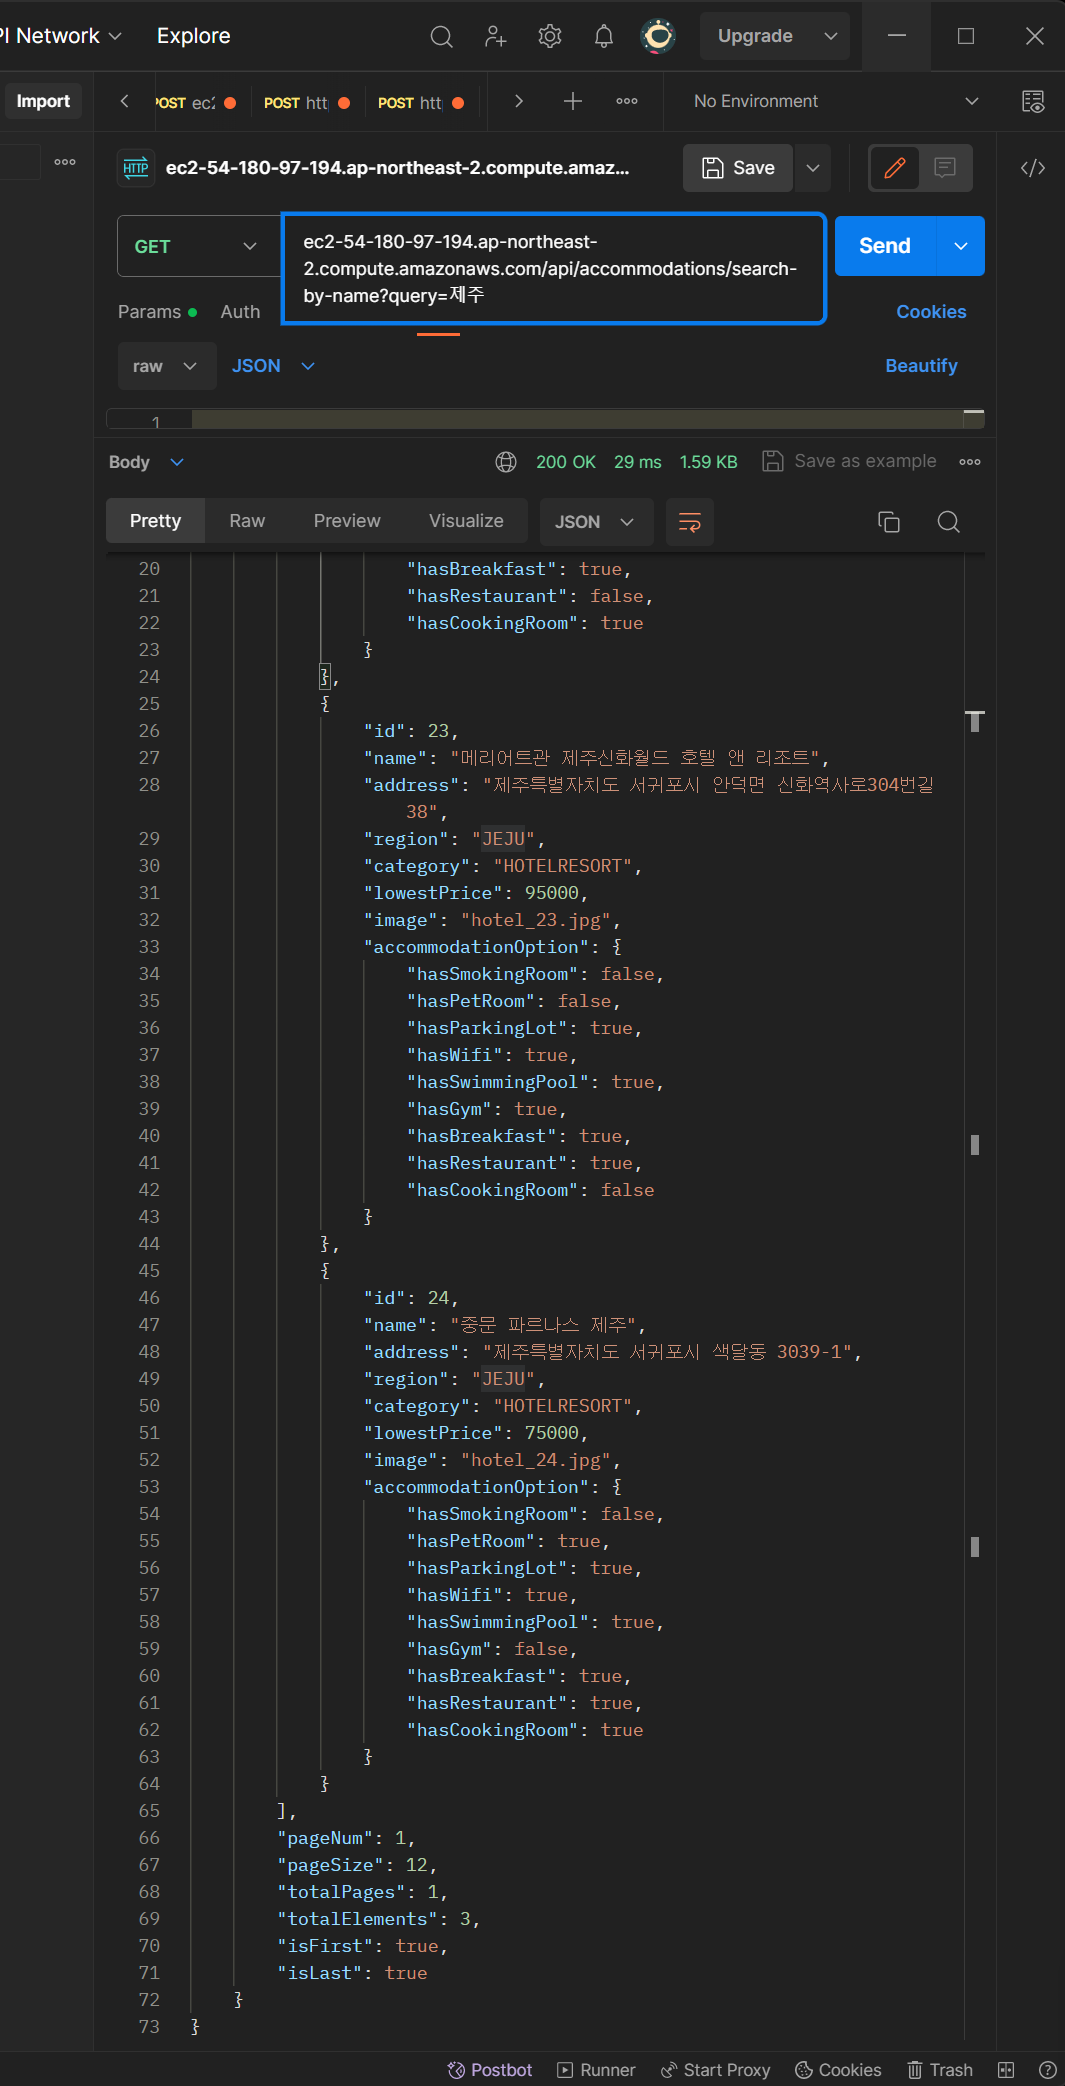 PI Network
Explore
Upgrade
Import
POST ec2
POST htt
POST htt
No Environment
HTTP
ec2-54-180-97-194.ap-northeast-2.compute.amaz...
Save
GET
ec2-54-180-97-194.ap-northeast-
2.compute.amazonaws.com/api/accommodations/search-
by-name?query=제주
Send
Params
Auth
Cookies
raw
JSON
Beautify
1
Body
200 OK
29 ms
1.59 KB
Save as example
Pretty
Raw
Preview
Visualize
JSON
20 "hasBreakfast": true,
21 "hasRestaurant": false,
22 "hasCookingRoom": true
23 }
24 },
25 {
26 "id": 23,
27 "name": "메리어트관 제주신화월드 호텔 앤 리조트",
28 "address": "제주특별자치도 서귀포시 안덕면 신화역사로304번길
38",
29 "region": "JEJU",
30 "category": "HOTELRESORT",
31 "lowestPrice": 95000,
32 "image": "hotel_23.jpg",
33 "accommodationOption": {
34 "hasSmokingRoom": false,
35 "hasPetRoom": false,
36 "hasParkingLot": true,
37 "hasWifi": true,
38 "hasSwimmingPool": true,
39 "hasGym": true,
40 "hasBreakfast": true,
41 "hasRestaurant": true,
42 "hasCookingRoom": false
43 }
44 },
45 {
46 "id": 24,
47 "name": "중문 파르나스 제주",
48 "address": "제주특별자치도 서귀포시 색달동 3039-1",
49 "region": "JEJU",
50 "category": "HOTELRESORT",
51 "lowestPrice": 75000,
52 "image": "hotel_24.jpg",
53 "accommodationOption": {
54 "hasSmokingRoom": false,
55 "hasPetRoom": true,
56 "hasParkingLot": true,
57 "hasWifi": true,
58 "hasSwimmingPool": true,
59 "hasGym": false,
60 "hasBreakfast": true,
61 "hasRestaurant": true,
62 "hasCookingRoom": true
63 }
64 }
65 ],
66 "pageNum": 1,
67 "pageSize": 12,
68 "totalPages": 1,
69 "totalElements": 3,
70 "isFirst": true,
71 "isLast": true
72 }
73 }
Postbot
Runner
Start Proxy
Cookies
Trash